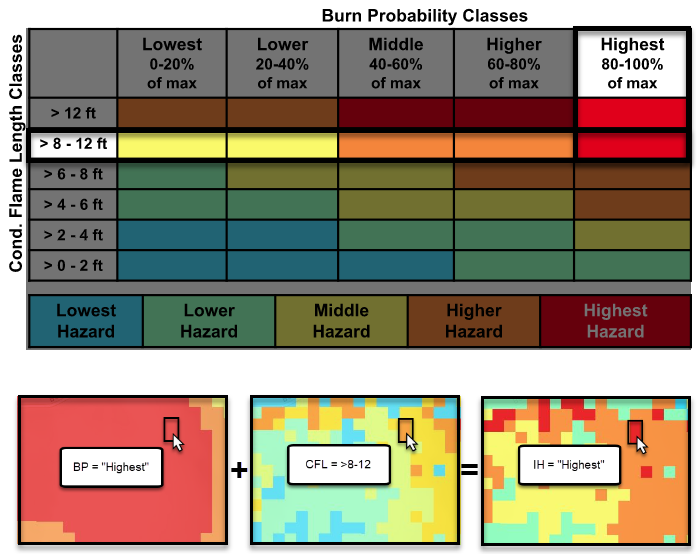 Burn Probability Classes
Cond. Flame Length Classes
Lowest
0-20%
of max
Lower
20-40%
of max
Middle
40-60%
of max
Higher
60-80%
of max
Highest
80-100%
of max
> 12 ft
> 8 - 12 ft
> 6 - 8 ft
> 4 - 6 ft
> 2 - 4 ft
> 0 - 2 ft
Lowest
Hazard
Lower
Hazard
Middle
Hazard
Higher
Hazard
Highest
Hazard
BP = "Highest"
+
CFL = >8-12
=
IH = "Highest"